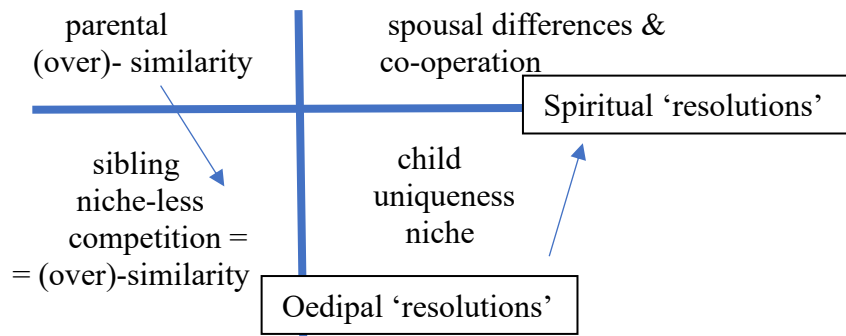 parental
(over)- similarity
spousal differences &
co-operation
Spiritual ‘resolutions’
sibling
niche-less
competition =
= (over)-similarity
child
uniqueness
niche
Oedipal ‘resolutions’